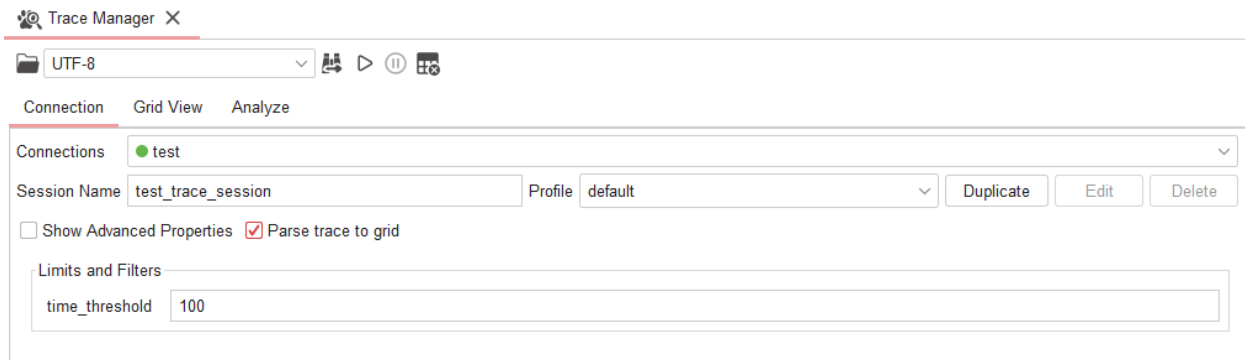 Trace Manager
UTF-8
Connection Grid View Analyze
Connections test
Session Name test_trace_session Profile default Duplicate Edit Delete
Show Advanced Properties Parse trace to grid
Limits and Filters
time_threshold 100